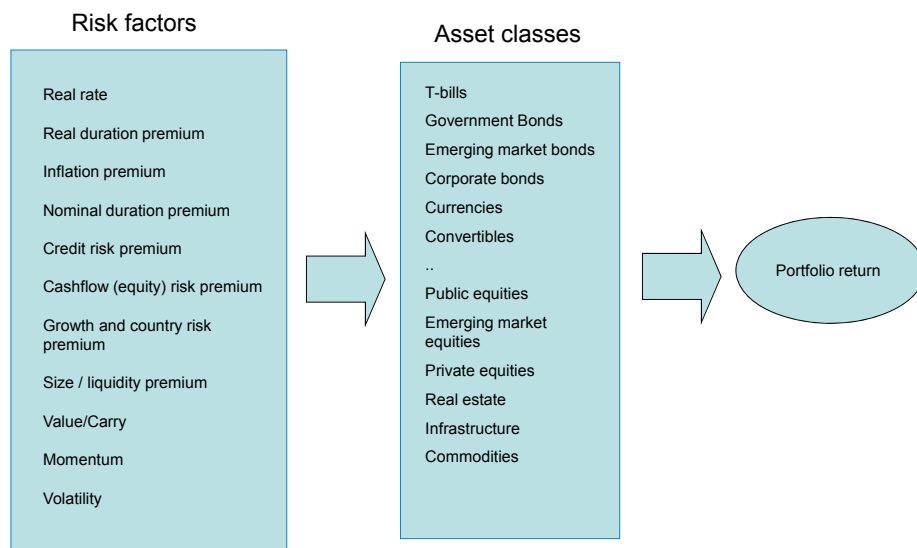 Risk factors
Real rate
Real duration premium
Inflation premium
Nominal duration premium
Credit risk premium
Cashflow (equity) risk premium
Growth and country risk
premium
Size / liquidity premium
Value/Carry
Momentum
Volatility
Asset classes
T-bills
Government Bonds
Emerging market bonds
Corporate bonds
Currencies
Convertibles
..
Public equities
Emerging market
equities
Private equities
Real estate
Infrastructure
Commodities
Portfolio return